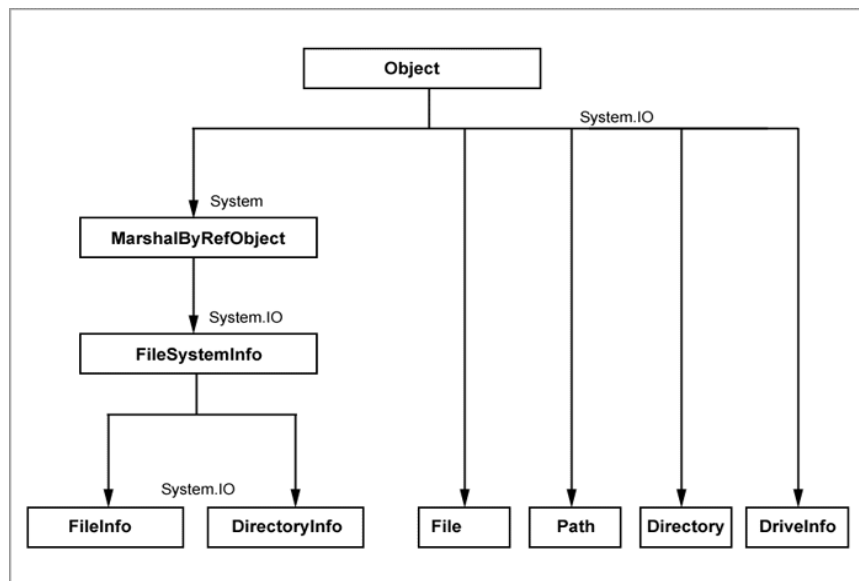 Object
System.IO
System
MarshalByRefObject
System.IO
FileSystemInfo
System.IO
FileInfo
DirectoryInfo
File
Path
Directory
DriveInfo